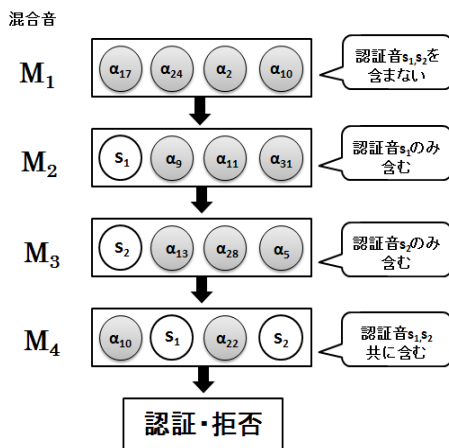 混合音
M1
α17 α24 α2 α10
認証音s1,s2を
含まない
M2
s1 α9 α11 α31
認証音s1のみ
含む
M3
s2 α13 α28 α5
認証音s2のみ
含む
M4
α10 s1 α22 s2
認証音s1,s2
共に含む
認証・拒否